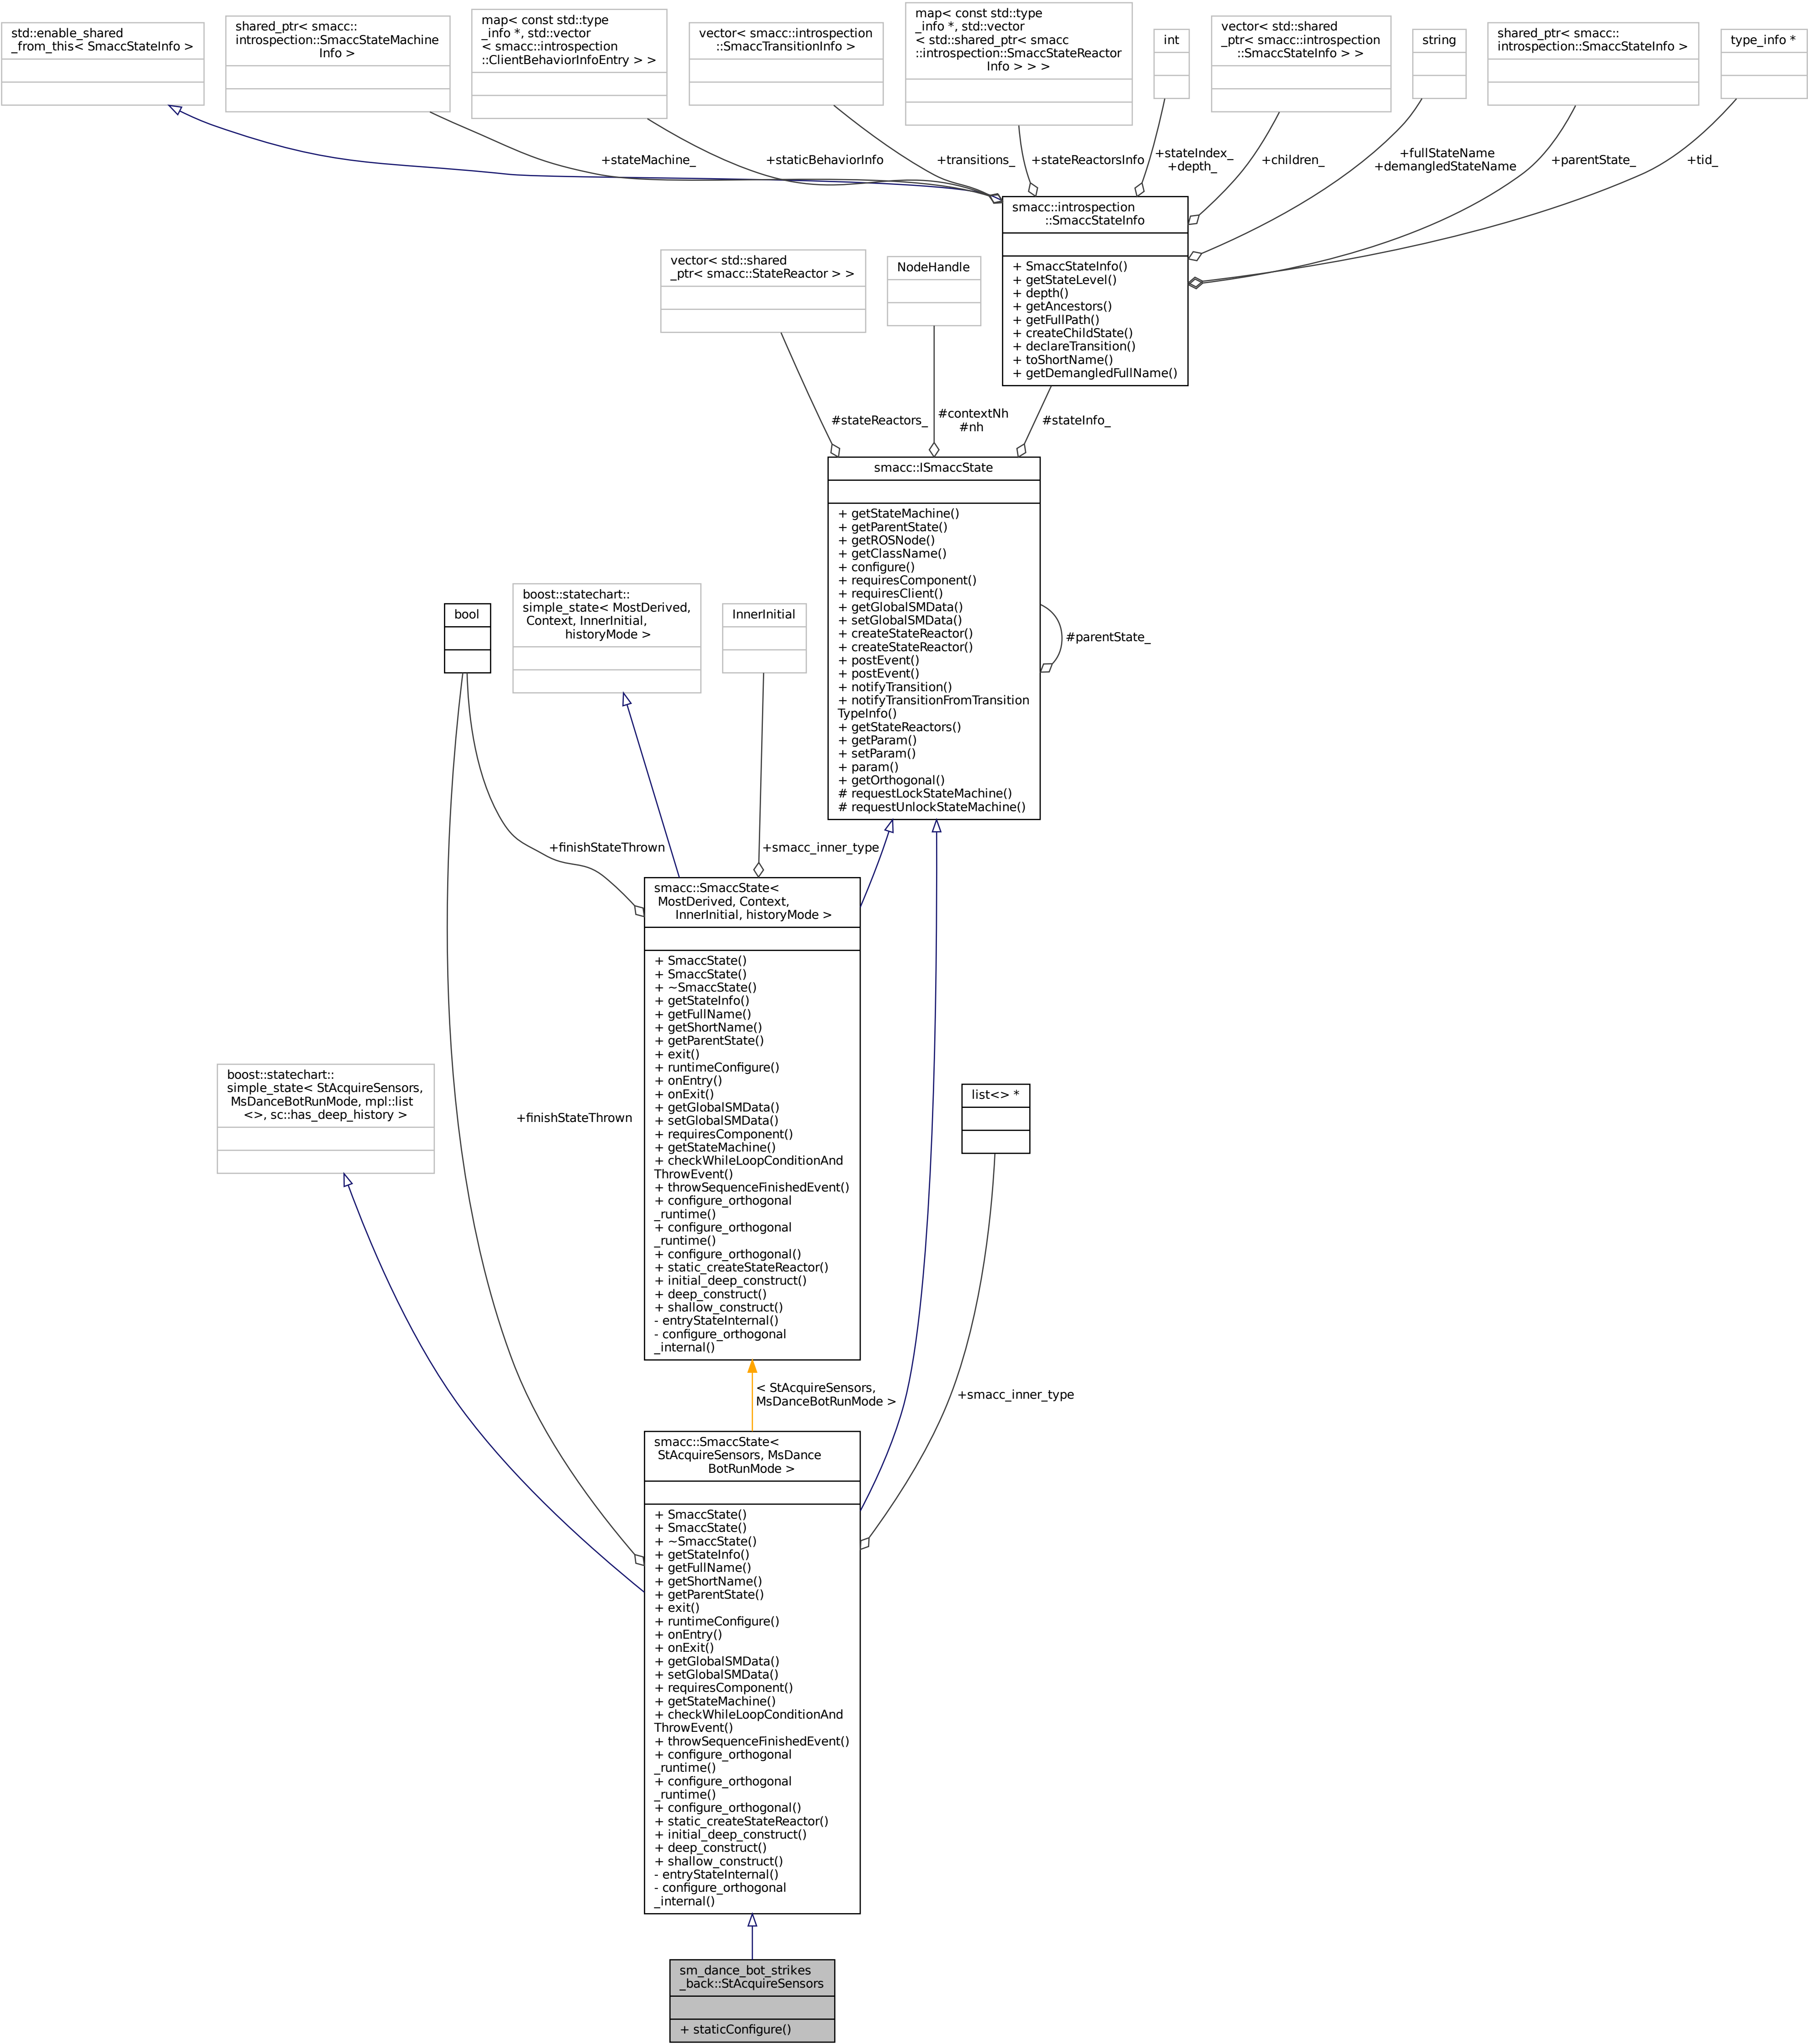 std::enable_shared
_from_this< SmaccStateInfo >
shared_ptr< smacc::
introspection::SmaccStateMachine
Info >
map< const std::type
_info *, std::vector
< smacc::introspection
::ClientBehaviorInfoEntry > >
vector< smacc::introspection
::SmaccTransitionInfo >
map< const std::type
_info *, std::vector
< std::shared_ptr< smacc
::introspection::SmaccStateReactor
Info > > >
int
vector< std::shared
_ptr< smacc::introspection
::SmaccStateInfo > >
string
shared_ptr< smacc::
introspection::SmaccStateInfo >
type_info *
+stateMachine_
+staticBehaviorInfo
+transitions_
+stateReactorsInfo
+stateIndex_
+depth_
+children_
+fullStateName
+demangledStateName
+parentState_
+tid_
smacc::introspection
::SmaccStateInfo
+ SmaccStateInfo()
+ getStateLevel()
+ depth()
+ getAncestors()
+ getFullPath()
+ createChildState()
+ declareTransition()
+ toShortName()
+ getDemangledFullName()
vector< std::shared
_ptr< smacc::StateReactor > >
NodeHandle
#stateReactors_
#contextNh
#nh
#stateInfo_
smacc::ISmaccState
+ getStateMachine()
+ getParentState()
+ getROSNode()
+ getClassName()
+ configure()
+ requiresComponent()
+ requiresClient()
+ getGlobalSMData()
+ setGlobalSMData()
+ createStateReactor()
+ createStateReactor()
+ postEvent()
+ postEvent()
+ notifyTransition()
+ notifyTransitionFromTransition
TypeInfo()
+ getStateReactors()
+ getParam()
+ setParam()
+ param()
+ getOrthogonal()
# requestLockStateMachine()
# requestUnlockStateMachine()
#parentState_
bool
boost::statechart::
simple_state< MostDerived,
Context, InnerInitial,
historyMode >
InnerInitial
+finishStateThrown
+smacc_inner_type
smacc::SmaccState<
MostDerived, Context,
InnerInitial, historyMode >
+ SmaccState()
+ SmaccState()
+ ~SmaccState()
+ getStateInfo()
+ getFullName()
+ getShortName()
+ getParentState()
+ exit()
+ runtimeConfigure()
+ onEntry()
+ onExit()
+ getGlobalSMData()
+ setGlobalSMData()
+ requiresComponent()
+ getStateMachine()
+ checkWhileLoopConditionAnd
ThrowEvent()
+ throwSequenceFinishedEvent()
+ configure_orthogonal
_runtime()
+ configure_orthogonal
_runtime()
+ configure_orthogonal()
+ static_createStateReactor()
+ initial_deep_construct()
+ deep_construct()
+ shallow_construct()
- entryStateInternal()
- configure_orthogonal
_internal()
boost::statechart::
simple_state< StAcquireSensors,
MsDanceBotRunMode, mpl::list
<>, sc::has_deep_history >
+finishStateThrown
list<> *
< StAcquireSensors,
MsDanceBotRunMode >
+smacc_inner_type
smacc::SmaccState<
StAcquireSensors, MsDance
BotRunMode >
+ SmaccState()
+ SmaccState()
+ ~SmaccState()
+ getStateInfo()
+ getFullName()
+ getShortName()
+ getParentState()
+ exit()
+ runtimeConfigure()
+ onEntry()
+ onExit()
+ getGlobalSMData()
+ setGlobalSMData()
+ requiresComponent()
+ getStateMachine()
+ checkWhileLoopConditionAnd
ThrowEvent()
+ throwSequenceFinishedEvent()
+ configure_orthogonal
_runtime()
+ configure_orthogonal
_runtime()
+ configure_orthogonal()
+ static_createStateReactor()
+ initial_deep_construct()
+ deep_construct()
+ shallow_construct()
- entryStateInternal()
- configure_orthogonal
_internal()
sm_dance_bot_strikes
_back::StAcquireSensors
+ staticConfigure()